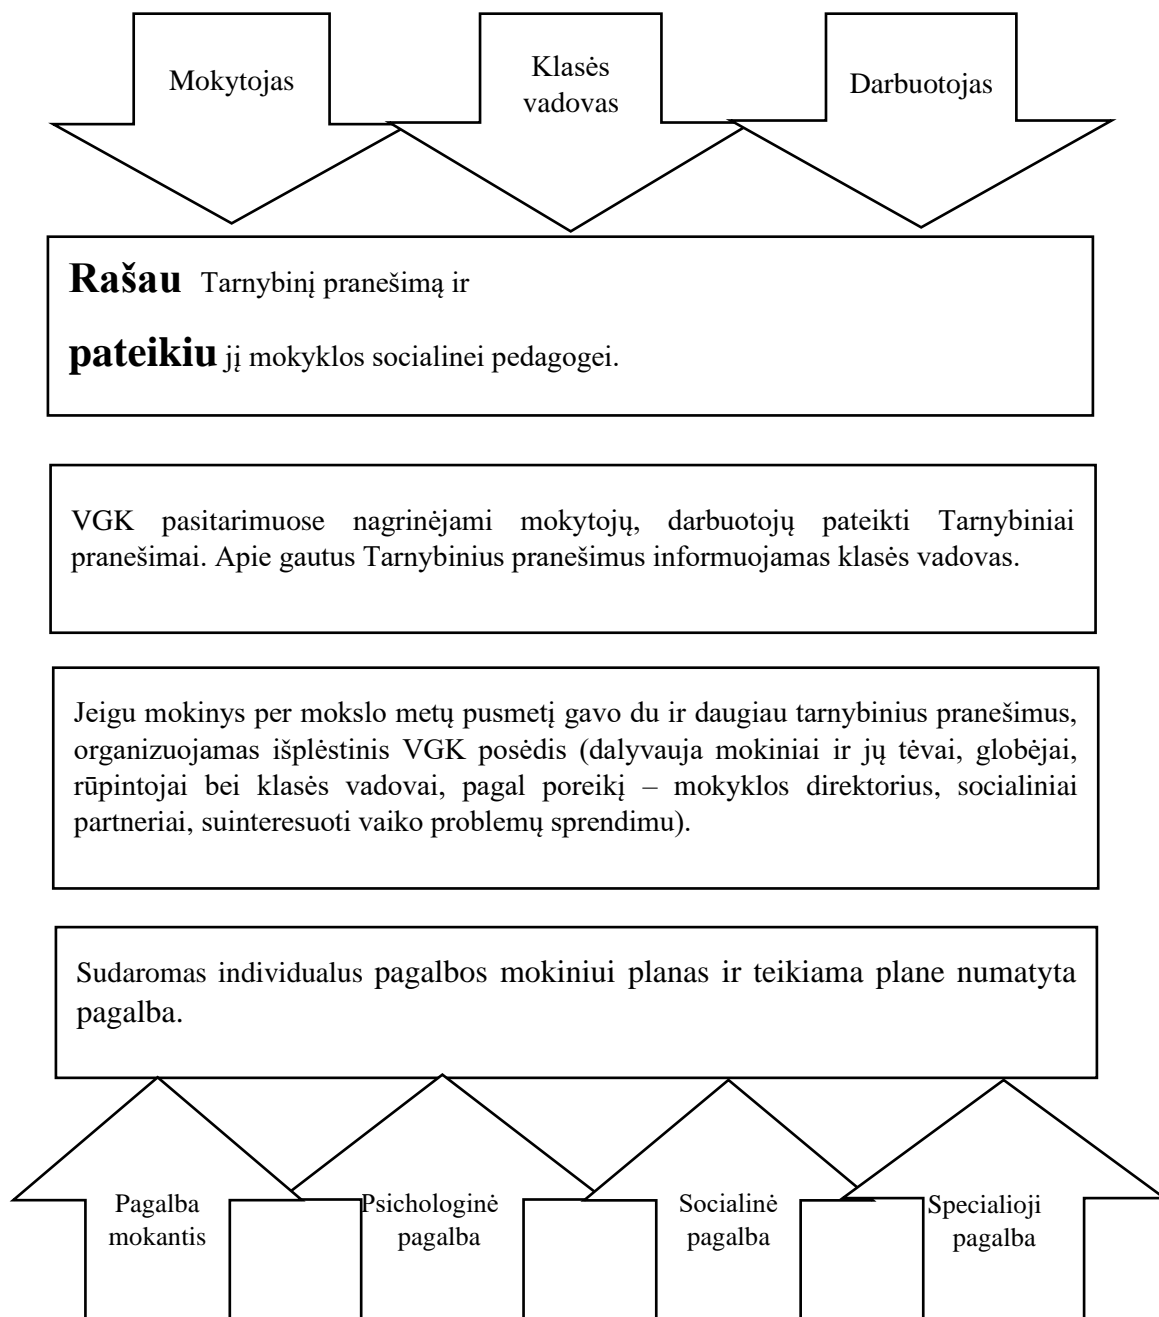 Mokytojas
Klasės
vadovas
Darbuotojas
Rašau Tarnybinį pranešimą ir
pateikiu jį mokyklos socialinei pedagogei.
VGK pasitarimuose nagrinėjami mokytojų, darbuotojų pateikti Tarnybiniai
pranešimai. Apie gautus Tarnybinius pranešimus informuojamas klasės vadovas.
Jeigu mokinys per mokslo metų pusmetį gavo du ir daugiau tarnybinius pranešimus,
organizuojamas išplėstinis VGK posėdis (dalyvauja mokiniai ir jų tėvai, globėjai,
rūpintojai bei klasės vadovai, pagal poreikį – mokyklos direktorius, socialiniai
partneriai, suinteresuoti vaiko problemų sprendimu).
Sudaromas individualus pagalbos mokiniui planas ir teikiama plane numatyta
pagalba.
Pagalba
mokantis
Psichologinė
pagalba
Socialinė
pagalba
Specialioji
pagalba